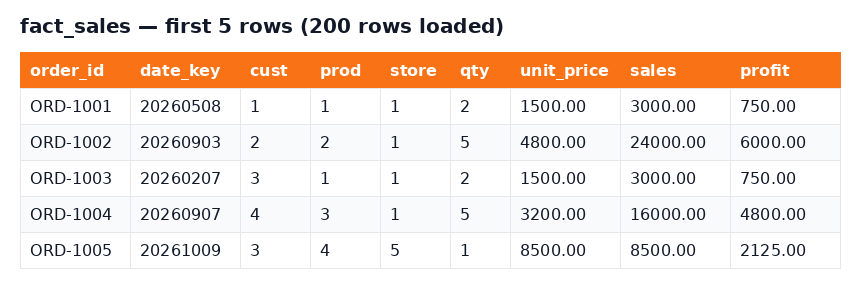 fact_sales — first 5 rows (200 rows loaded)
order_id date_key cust prod store qty unit_price sales profit
ORD-1001 20260508 1 1 1 2 1500.00 3000.00 750.00
ORD-1002 20260903 2 2 1 5 4800.00 24000.00 6000.00
ORD-1003 20260207 3 1 1 2 1500.00 3000.00 750.00
ORD-1004 20260907 4 3 1 5 3200.00 16000.00 4800.00
ORD-1005 20261009 3 4 5 1 8500.00 8500.00 2125.00